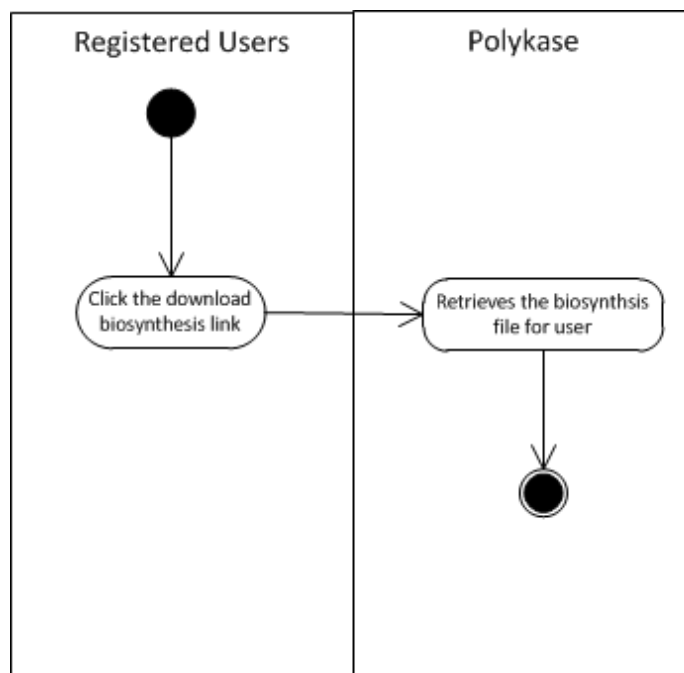 Registered Users
Polykase
Click the download
biosynthesis link
Retrieves the biosynthsis
file for user